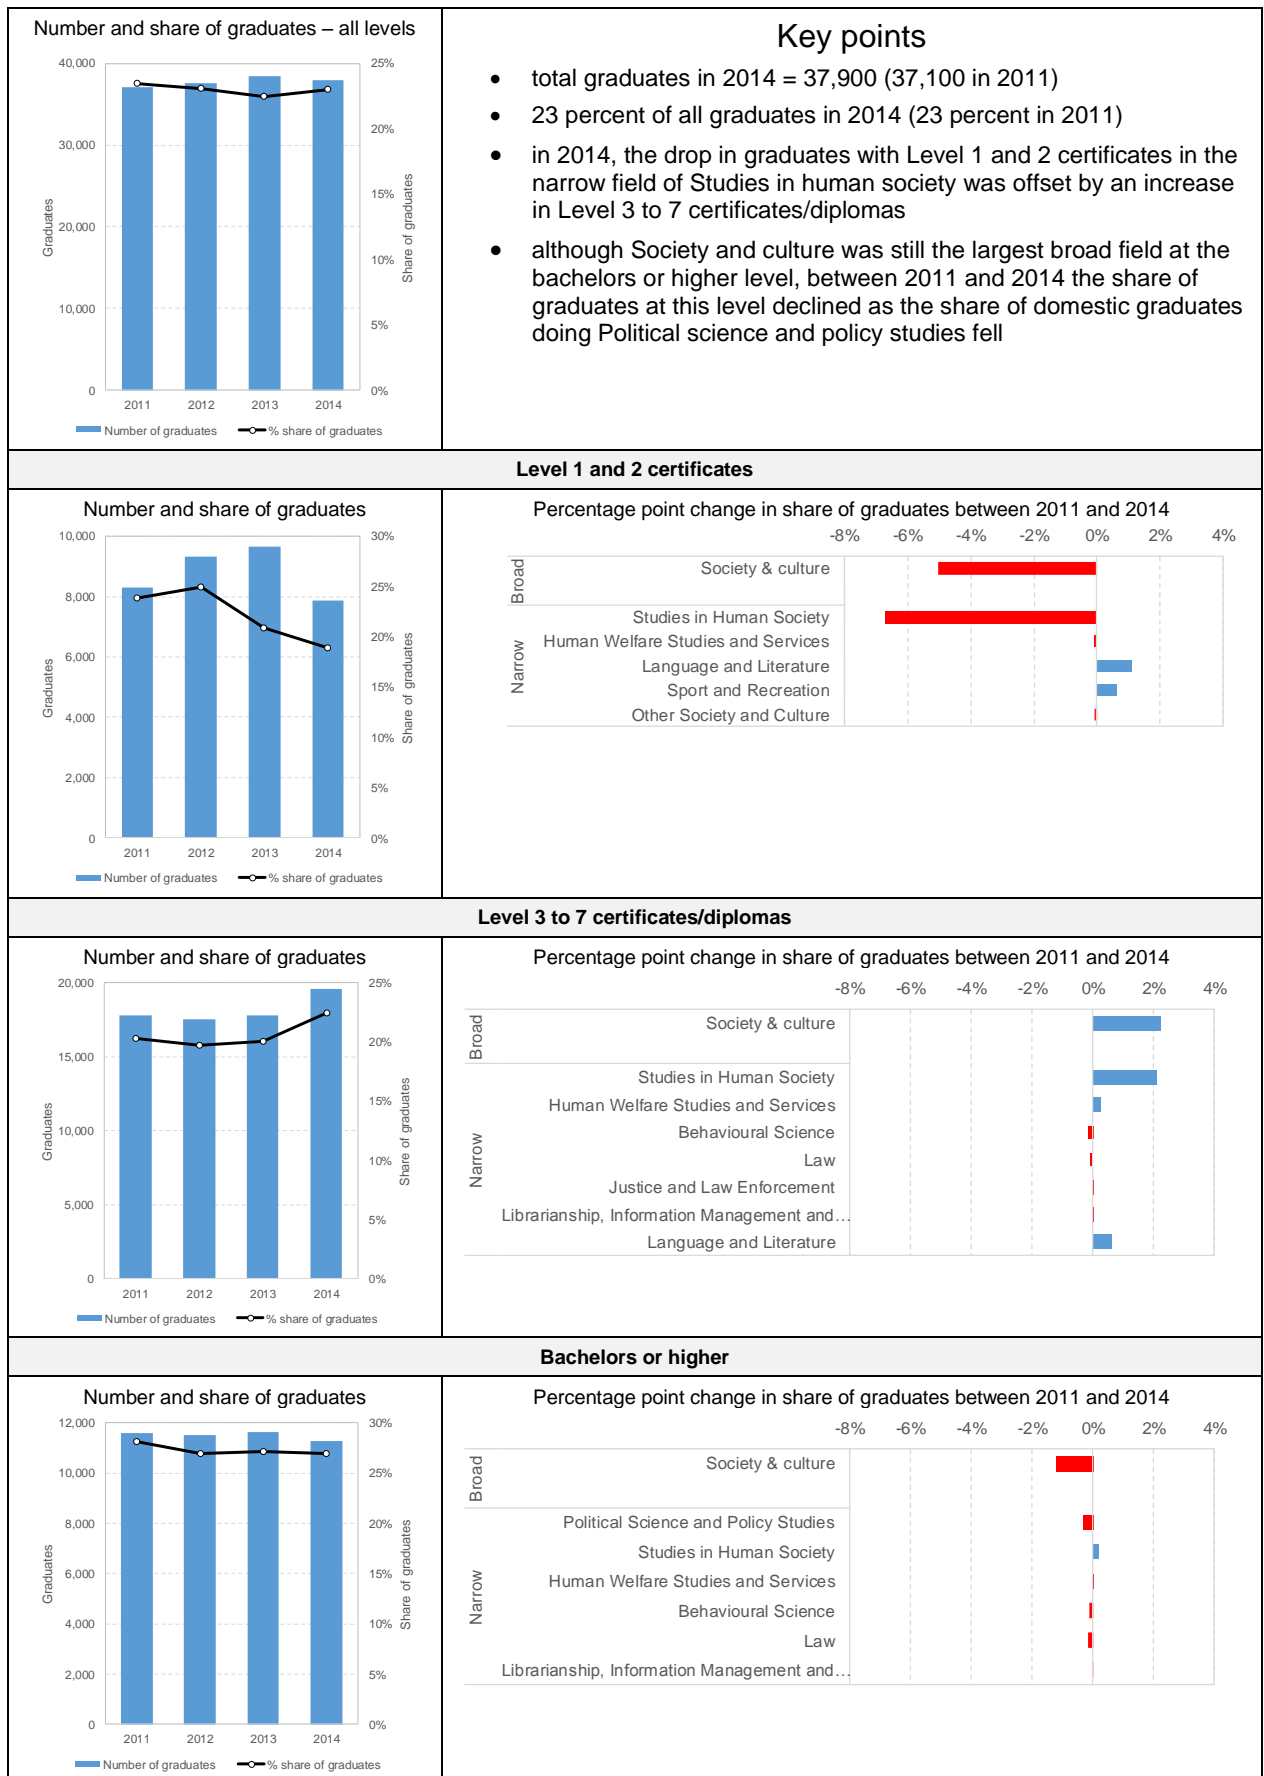 Number and share of graduates – all levels
40,000
30,000
20,000
10,000
0
25%
20%
15%
10%
5%
0%
Graduates
Share of graduates
2011 2012 2013 2014
Number of graduates % share of graduates
Key points
• total graduates in 2014 = 37,900 (37,100 in 2011)
• 23 percent of all graduates in 2014 (23 percent in 2011)
• in 2014, the drop in graduates with Level 1 and 2 certificates in the
narrow field of Studies in human society was offset by an increase
in Level 3 to 7 certificates/diplomas
• although Society and culture was still the largest broad field at the
bachelors or higher level, between 2011 and 2014 the share of
graduates at this level declined as the share of domestic graduates
doing Political science and policy studies fell
Level 1 and 2 certificates
Number and share of graduates
10,000
8,000
6,000
4,000
2,000
0
30%
25%
20%
15%
10%
5%
0%
Graduates
Share of graduates
2011 2012 2013 2014
Number of graduates % share of graduates
Percentage point change in share of graduates between 2011 and 2014
-8% -6% -4% -2% 0% 2% 4%
Broad
Society & culture
Narrow
Studies in Human Society
Human Welfare Studies and Services
Language and Literature
Sport and Recreation
Other Society and Culture
Level 3 to 7 certificates/diplomas
Number and share of graduates
20,000
15,000
10,000
5,000
0
25%
20%
15%
10%
5%
0%
Graduates
Share of graduates
2011 2012 2013 2014
Number of graduates % share of graduates
Percentage point change in share of graduates between 2011 and 2014
-8% -6% -4% -2% 0% 2% 4%
Broad
Society & culture
Narrow
Studies in Human Society
Human Welfare Studies and Services
Behavioural Science
Law
Justice and Law Enforcement
Librarianship, Information Management and…
Language and Literature
Bachelors or higher
Number and share of graduates
12,000
10,000
8,000
6,000
4,000
2,000
0
30%
25%
20%
15%
10%
5%
0%
Graduates
Share of graduates
2011 2012 2013 2014
Number of graduates % share of graduates
Percentage point change in share of graduates between 2011 and 2014
-8% -6% -4% -2% 0% 2% 4%
Broad
Society & culture
Narrow
Political Science and Policy Studies
Studies in Human Society
Human Welfare Studies and Services
Behavioural Science
Law
Librarianship, Information Management and…